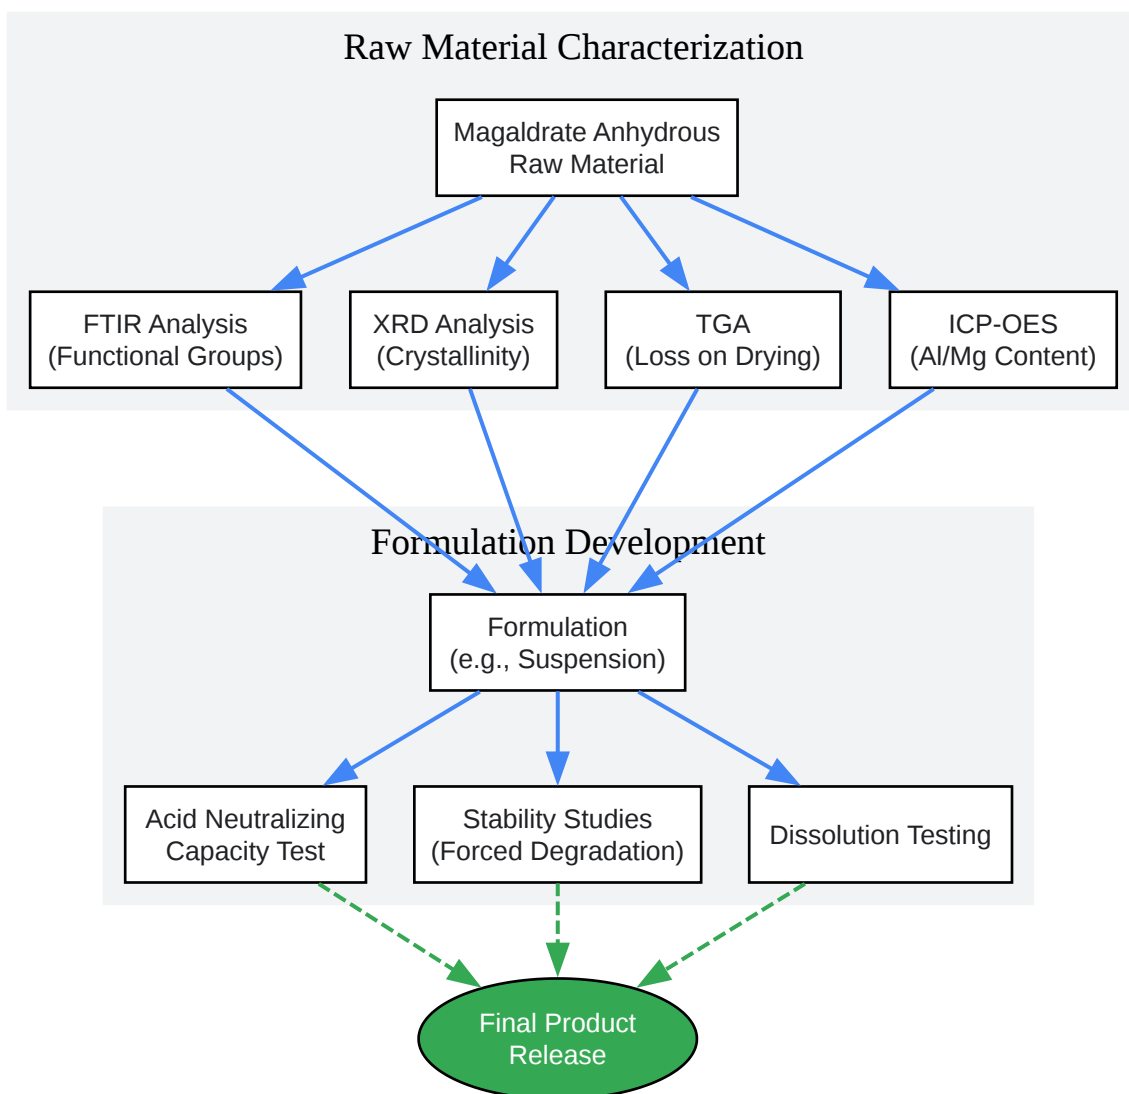 Raw Material Characterization
Magaldrate Anhydrous
Raw Material
FTIR Analysis
(Functional Groups)
XRD Analysis
(Crystallinity)
TGA
(Loss on Drying)
ICP-OES
(Al/Mg Content)
Formulation Development
Formulation
(e.g., Suspension)
Acid Neutralizing
Capacity Test
Stability Studies
(Forced Degradation)
Dissolution Testing
Final Product
Release